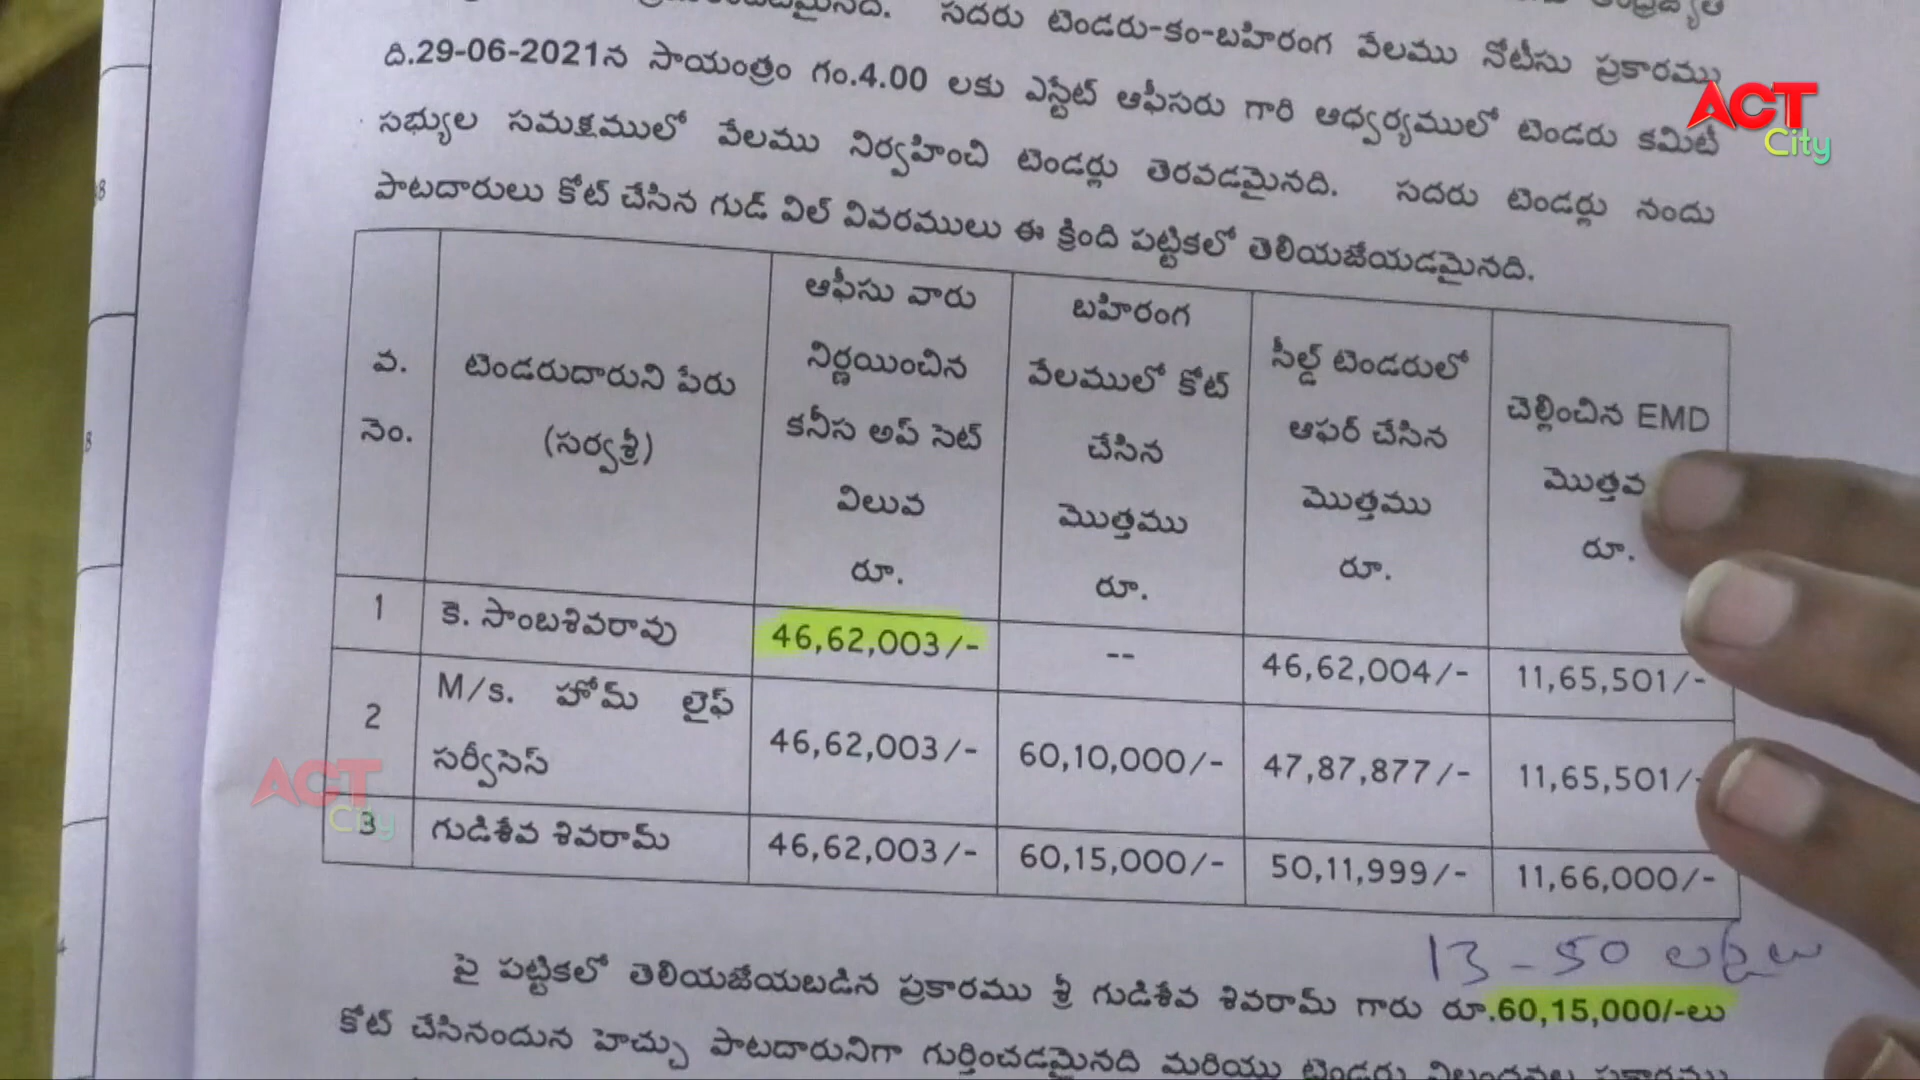 సదరు టెండరు-కం-బహిరంగ వేలము నోటీసు ప్రకారము
ది.29-06-2021న సాయంత్రం గం.4.00 లకు ఎస్టేట్ ఆఫీసరు గారి ఆధ్వర్యములో టెండరు కమిటీ
సభ్యుల సమక్షములో వేలము నిర్వహించి టెండర్లు తెరవడమైనది. సదరు టెండర్లు నందు
పాటదారులు కోట్ చేసిన గుడ్ విల్ వివరములు ఈ క్రింది పట్టికలో తెలియజేయడమైనది.
ACT
City
వ.
నెం.
టెండరుదారుని పేరు
(సర్వశ్రీ)
ఆఫీసు వారు
నిర్ణయించిన
కనీస అప్ సెట్
విలువ
రూ.
బహిరంగ
వేలములో కోట్
చేసిన
మొత్తము
రూ.
సీల్డ్ టెండరులో
ఆఫర్ చేసిన
మొత్తము
రూ.
చెల్లించిన EMD
రూ.
1 కె. సాంబశివరావు 46,62,003/- -- 46,62,004/- 11,65,501/-
2 M/s. హోమ్ లైఫ్
సర్వీసెస్ 46,62,003/- 60,10,000/- 47,87,877/- 11,65,501/-
3 గుడిశేవ శివరామ్ 46,62,003/- 60,15,000/- 50,11,999/- 11,66,000/-
ACT
City
13-50 లక్షలు
పై పట్టికలో తెలియజేయబడిన ప్రకారము శ్రీ గుడిశేవ శివరామ్ గారు రూ.60,15,000/-లు
కోట్ చేసినందున హెచ్చు పాటదారునిగా గుర్తించడమైనది మరియు టెండరు